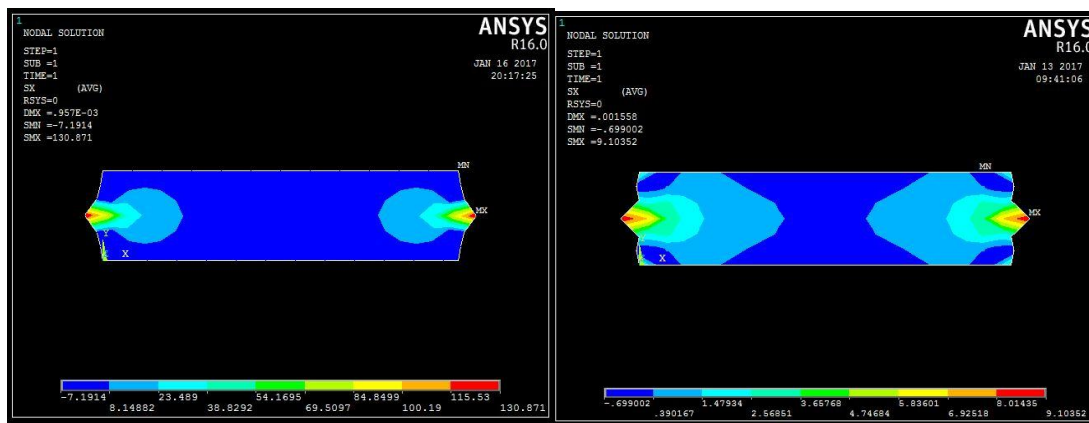 1
NODAL SOLUTION
STEP=1
SUB =1
TIME=1
SX (AVG)
RSYS=0
DMX =.957E-03
SMN =-7.1914
SMX =130.871
ANSYS
R16.0
JAN 16 2017
20:17:25
MN
MX
Y
X
-7.1914 23.489 54.1695 84.8499 115.53
8.14882 38.8292 69.5097 100.19 130.871
1
NODAL SOLUTION
STEP=1
SUB =1
TIME=1
SX (AVG)
RSYS=0
DMX =.001558
SMN =-.699002
SMX =9.10352
ANSYS
R16.0
JAN 13 2017
09:41:06
MN
MX
X
-.699002 1.47934 3.65768 5.83601 8.01435
.390167 2.56851 4.74684 6.92518 9.10352